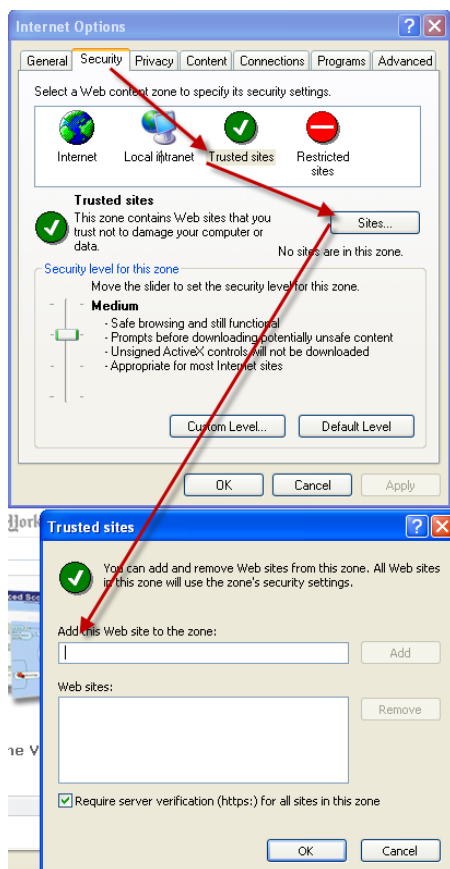 Internet Options
General Security Privacy Content Connections Programs Advanced
Select a Web content zone to specify its security settings.
Internet Local intranet Trusted sites Restricted
sites
Trusted sites
This zone contains Web sites that you
trust not to damage your computer or
data.
Sites...
No sites are in this zone.
Security level for this zone
Move the slider to set the security level for this zone.
Medium
- Safe browsing and still functional
- Prompts before downloading potentially unsafe content
- Unsigned ActiveX controls will not be downloaded
- Appropriate for most Internet sites
Custom Level... Default Level
OK Cancel Apply
Trusted sites
You can add and remove Web sites from this zone. All Web sites
in this zone will use the zone's security settings.
Add this Web site to the zone:
Add
Web sites:
Remove
Require server verification (https:) for all sites in this zone
OK Cancel